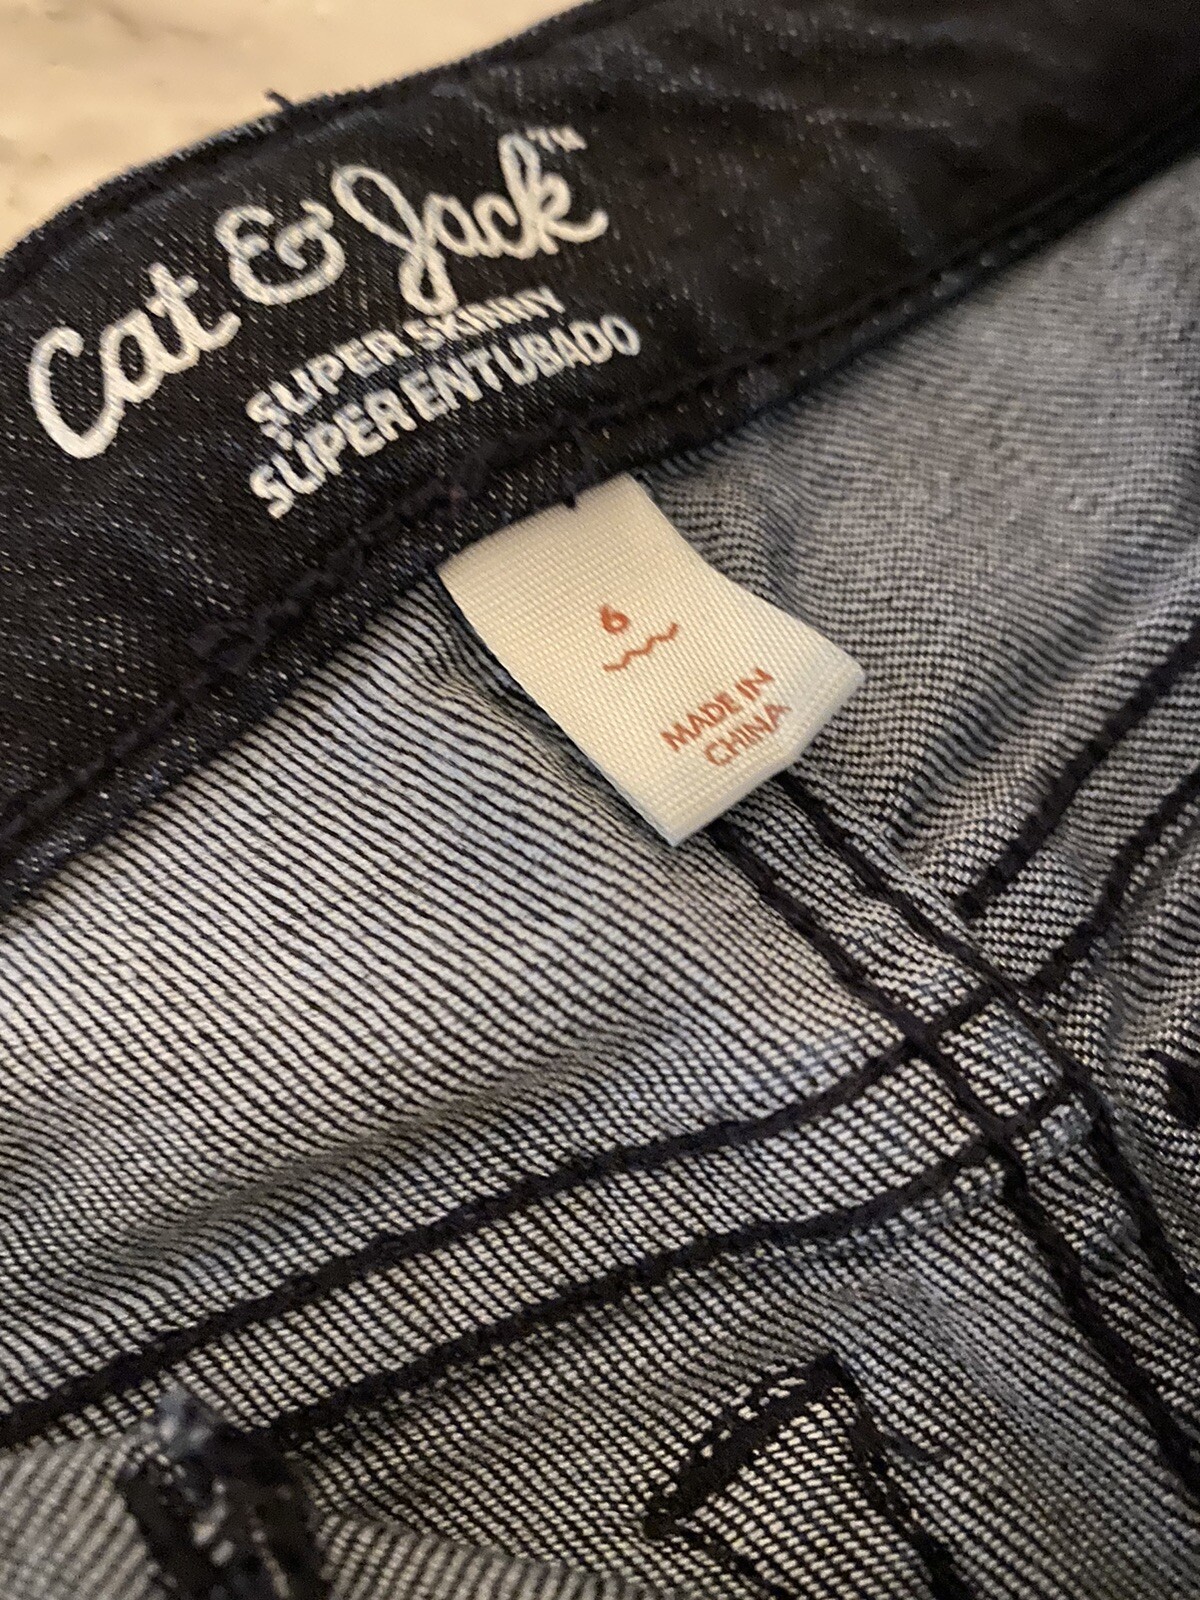 Cat & Jack™
SUPER SKINNY
SUPER ENTUBADO
6
MADE IN
CHINA